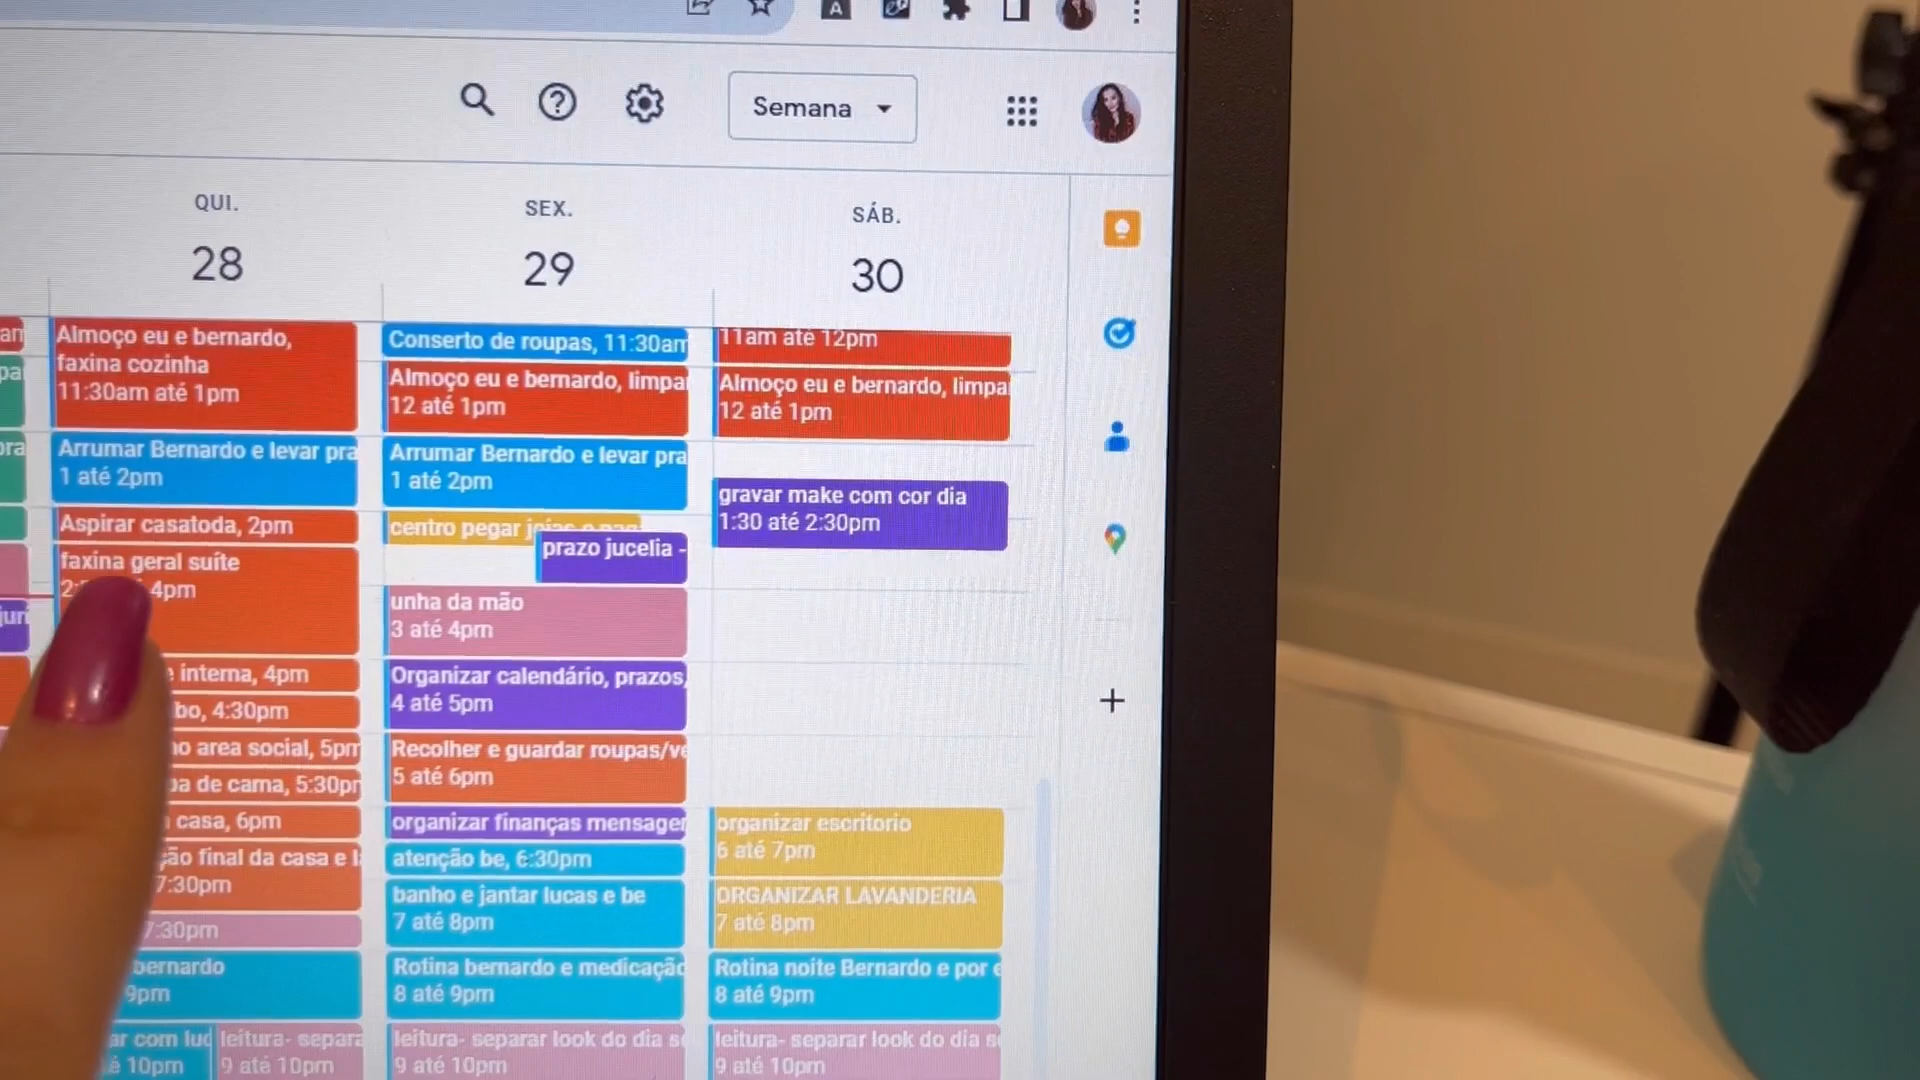 A
Semana
QUI.
28
SEX.
29
SÁB.
30
Almoço eu e bernardo,
faxina cozinha
11:30am até 1pm
Arrumar Bernardo e levar pra
1 até 2pm
Aspirar casatoda, 2pm
faxina geral suíte
4pm
interna, 4pm
bo, 4:30pm
area social, 5pm
de cama, 5:30pm
casa, 6pm
ção final da casa e l
7:30pm
7:30pm
bernardo
9pm
ar com luc
10pm
leitura- separa
9 até 10pm
Conserto de roupas, 11:30am
Almoço eu e bernardo, limpa
12 até 1pm
Arrumar Bernardo e levar pra
1 até 2pm
centro pegar
prazo jucelia -
unha da mão
3 até 4pm
Organizar calendário, prazos,
4 até 5pm
Recolher e guardar roupas/ve
5 até 6pm
organizar finanças mensager
atenção be, 6:30pm
banho e jantar lucas e be
7 até 8pm
Rotina bernardo e medicação
8 até 9pm
leitura- separar look do dia s
9 até 10pm
11am até 12pm
Almoço eu e bernardo, limpa
12 até 1pm
gravar make com cor dia
1:30 até 2:30pm
organizar escritorio
6 até 7pm
ORGANIZAR LAVANDERIA
7 até 8pm
Rotina noite Bernardo e por
8 até 9pm
leitura- separar look do dia s
9 até 10pm